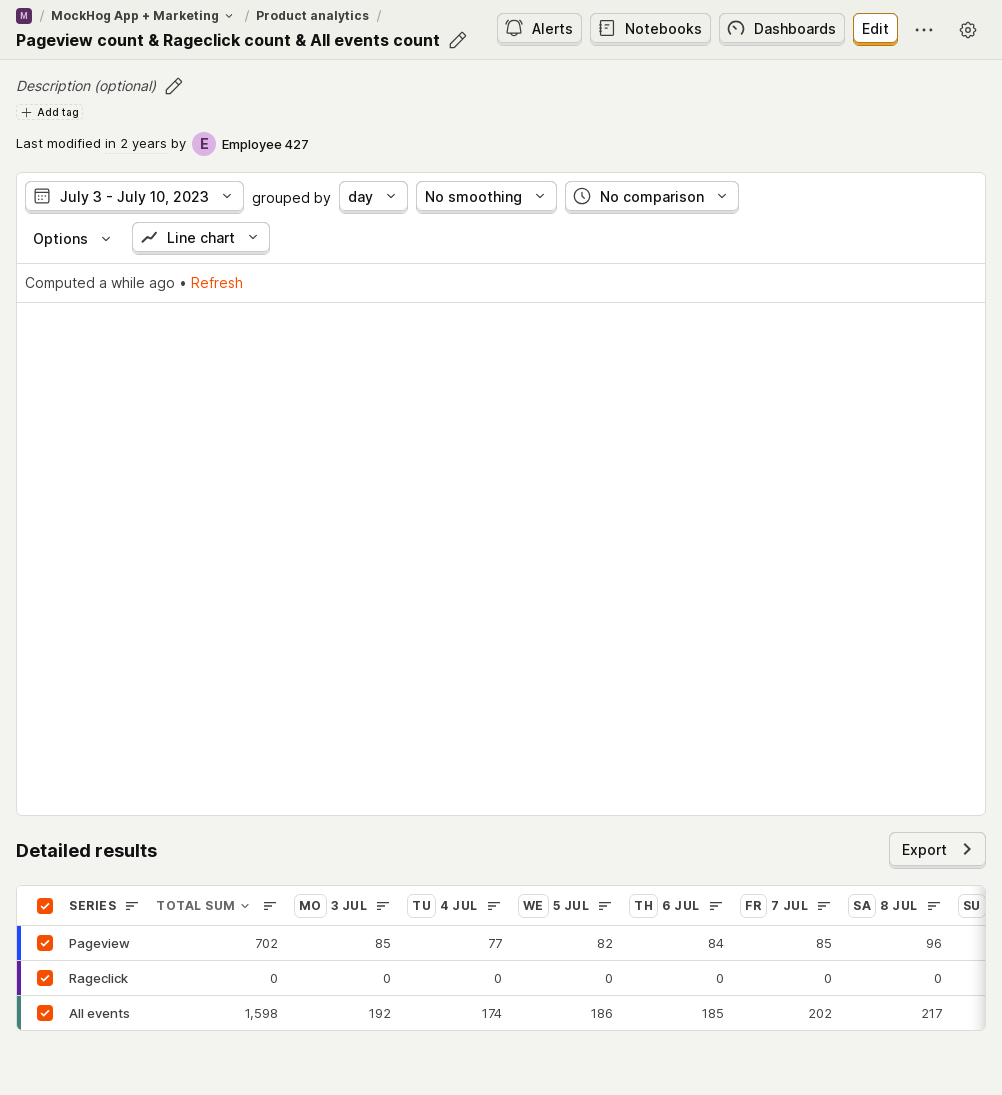 M / MockHog App + Marketing / Product analytics /
Pageview count & Rageclick count & All events count
Alerts Notebooks Dashboards Edit
Description (optional)
Add tag
Last modified in 2 years by E Employee 427
July 3 - July 10, 2023 grouped by day No smoothing No comparison
Options Line chart
Computed a while ago • Refresh
Detailed results
Export
SERIES TOTAL SUM MO 3 JUL TU 4 JUL WE 5 JUL TH 6 JUL FR 7 JUL SA 8 JUL SU
Pageview 702 85 77 82 84 85 96
Rageclick 0 0 0 0 0 0 0
All events 1,598 192 174 186 185 202 217